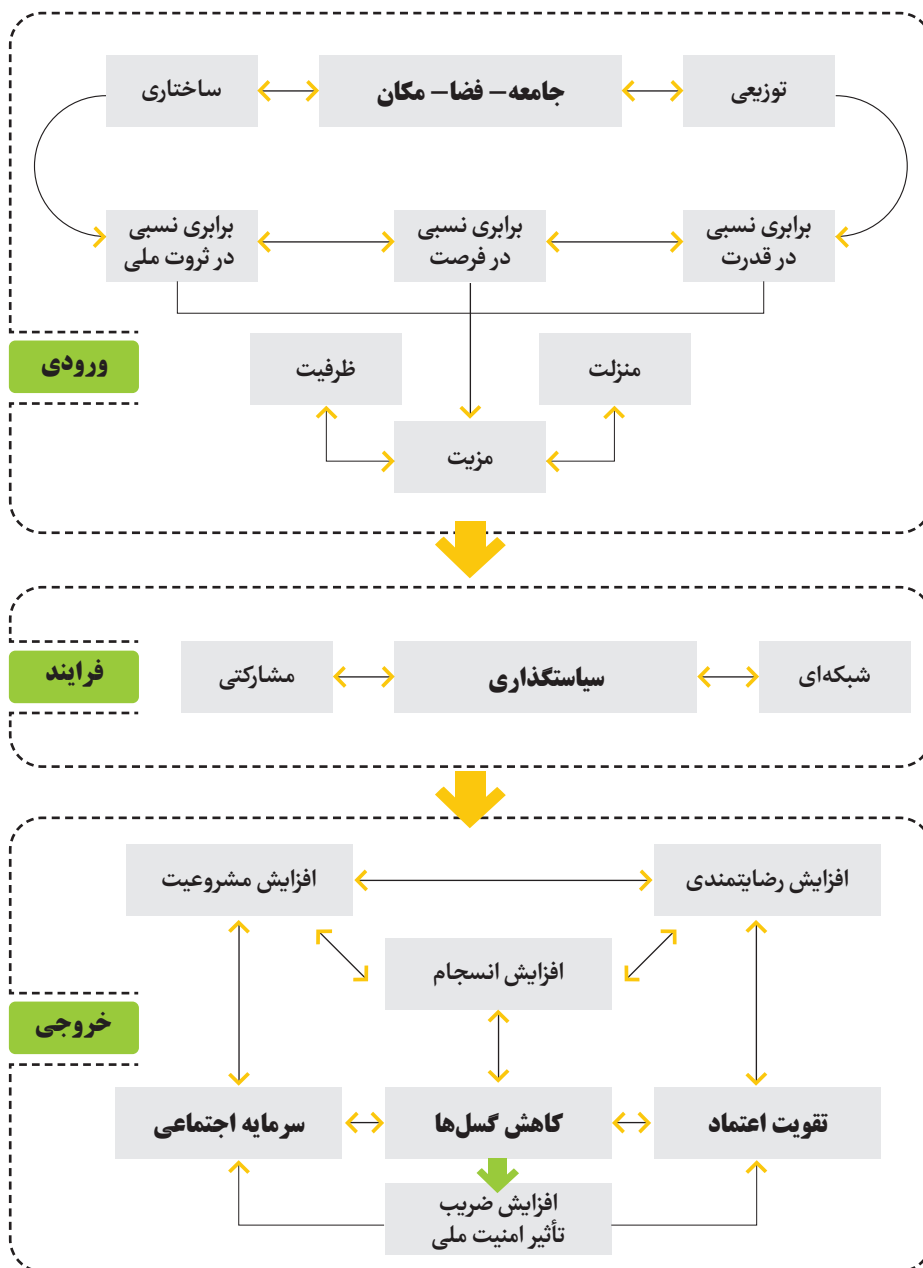 توزیعی
جامعه- فضا- مکان
ساختاری
برابری نسبی
در قدرت
برابری نسبی
در فرصت
برابری نسبی
در ثروت ملی
ورودی
منزلت
ظرفیت
مزیت
فرایند
شبکه‌ای
سیاستگذاری
مشارکتی
افزایش رضایتمندی
افزایش مشروعیت
افزایش انسجام
خروجی
تقویت اعتماد
کاهش گسل‌ها
سرمایه اجتماعی
افزایش ضریب
تأثیر امنیت ملی